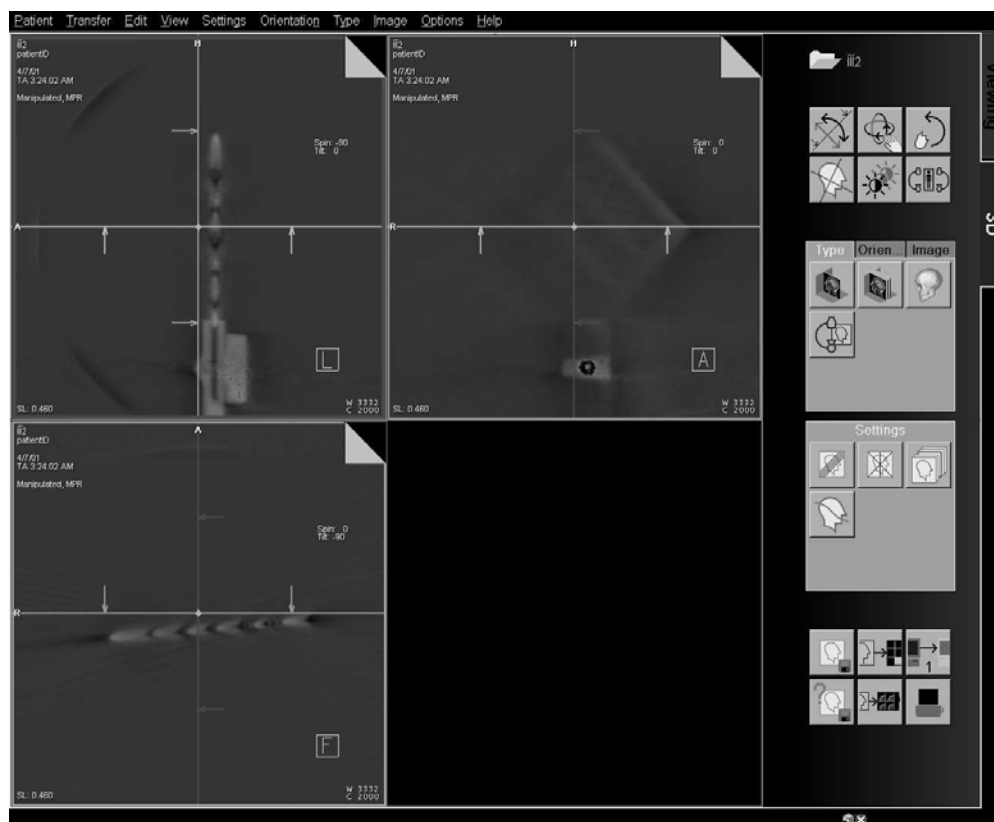 Patient Transfer Edit View Settings Orientation Type Image Options Help
iii2
patientID
4/7/01
TA 3:24:02 AM
Manipulated, MPR
H
Spin: -90
Tilt: 0
A
L
SL: 0.460
W 3332
C 2000
iii2
patientID
4/7/01
TA 3:24:02 AM
Manipulated, MPR
H
Spin: 0
Tilt: 0
R
A
SL: 0.460
W 3332
C 2000
iii2
patientID
4/7/01
TA 3:24:02 AM
Manipulated, MPR
A
Spin: 0
Tilt: -90
R
F
SL: 0.460
W 3332
C 2000
iii2
Viewing
3D
Type Orien... Image
Settings
1
?